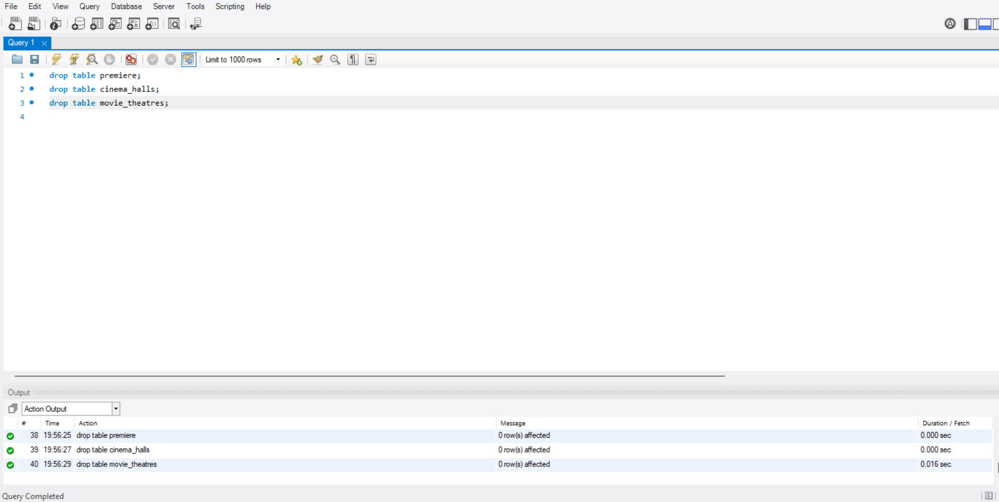 File Edit View Query Database Server Tools Scripting Help
SQL SQL
Query 1
Limit to 1000 rows
1 drop table premiere;
2 drop table cinema_halls;
3 drop table movie_theatres;
4
Output
Action Output
# Time Action Message Duration / Fetch
38 19:56:25 drop table premiere 0 row(s) affected 0.000 sec
39 19:56:27 drop table cinema_halls 0 row(s) affected 0.000 sec
40 19:56:29 drop table movie_theatres 0 row(s) affected 0.016 sec
Query Completed